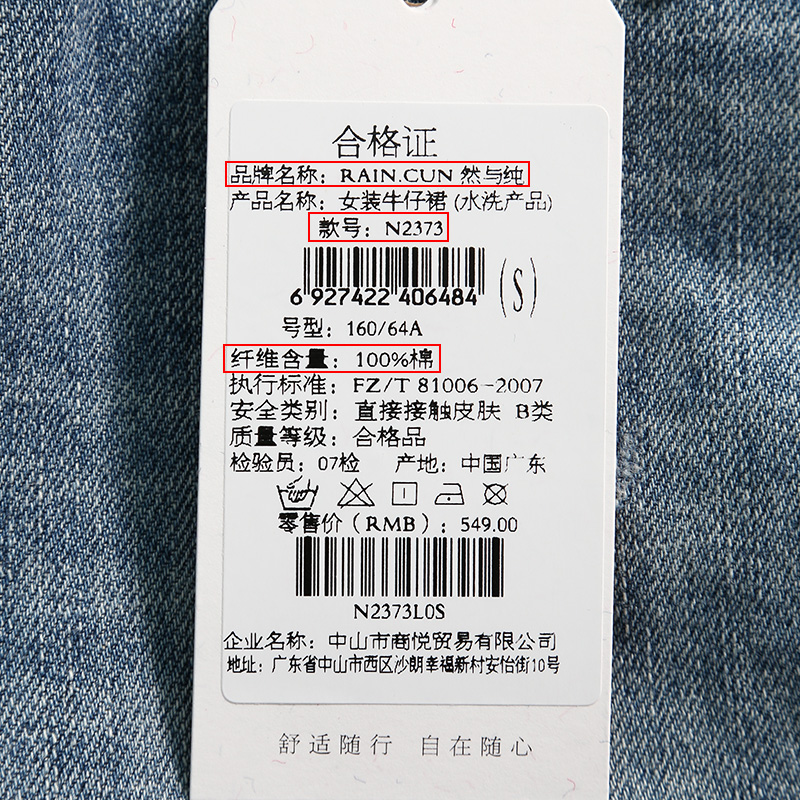 合格证
品牌名称：RAIN.CUN 然与纯
产品名称：女装牛仔裙 (水洗产品)
款号：N2373
6 927422 406484 (S)
号型：160/64A
纤维含量：100%棉
执行标准：FZ/T 81006-2007
安全类别：直接接触皮肤 B类
质量等级：合格品
检验员：07检 产地：中国广东
零售价（RMB）：549.00
N2373L0S
企业名称：中山市商悦贸易有限公司
地址：广东省中山市西区沙朗幸福新村安怡街10号
舒适随行 自在随心